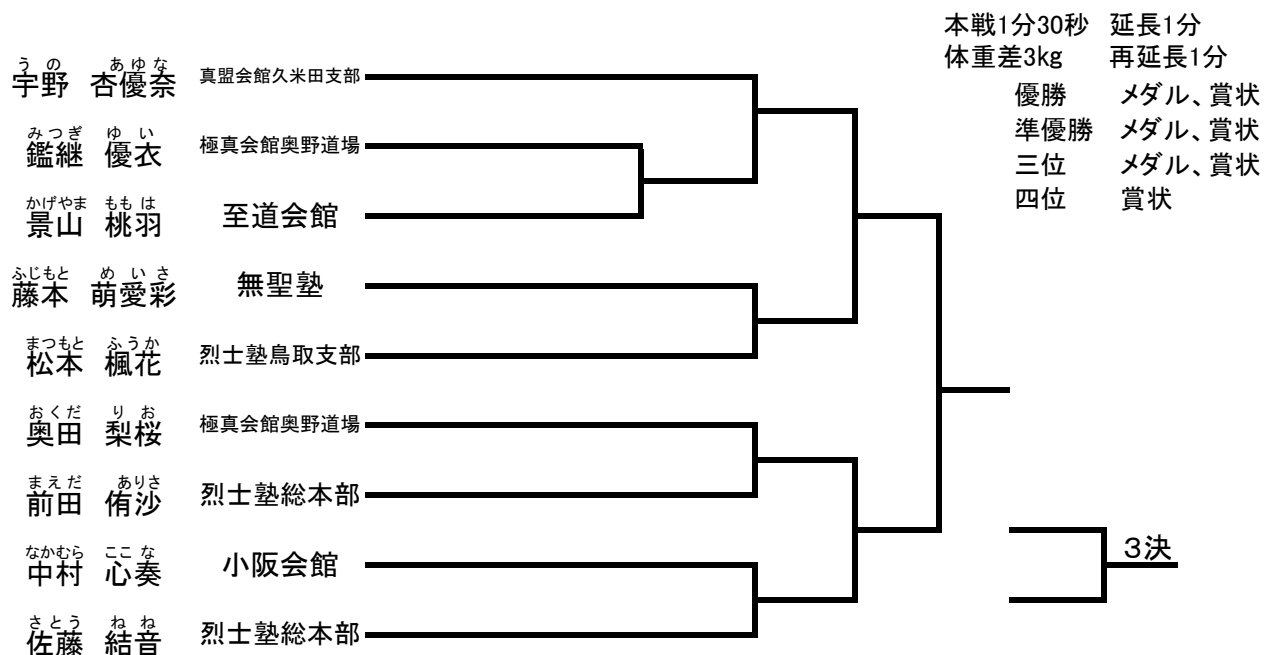 本戦1分30秒 延長1分
体重差3kg 再延長1分
優勝 メダル、賞状
準優勝 メダル、賞状
三位 メダル、賞状
四位 賞状
うの あゆな
宇野 杏優奈 真盟会館久米田支部
みつぎ ゆい
鑑継 優衣 極真会館奥野道場
かげやま ももは
景山 桃羽 至道会館
ふじもと めいさ
藤本 萌愛彩 無聖塾
まつもと ふうか
松本 楓花 烈士塾鳥取支部
おくだ りお
奥田 梨桜 極真会館奥野道場
まえだ ありさ
前田 侑沙 烈士塾総本部
なかむら ここな
中村 心奏 小阪会館
さとう ねね
佐藤 結音 烈士塾総本部
3決